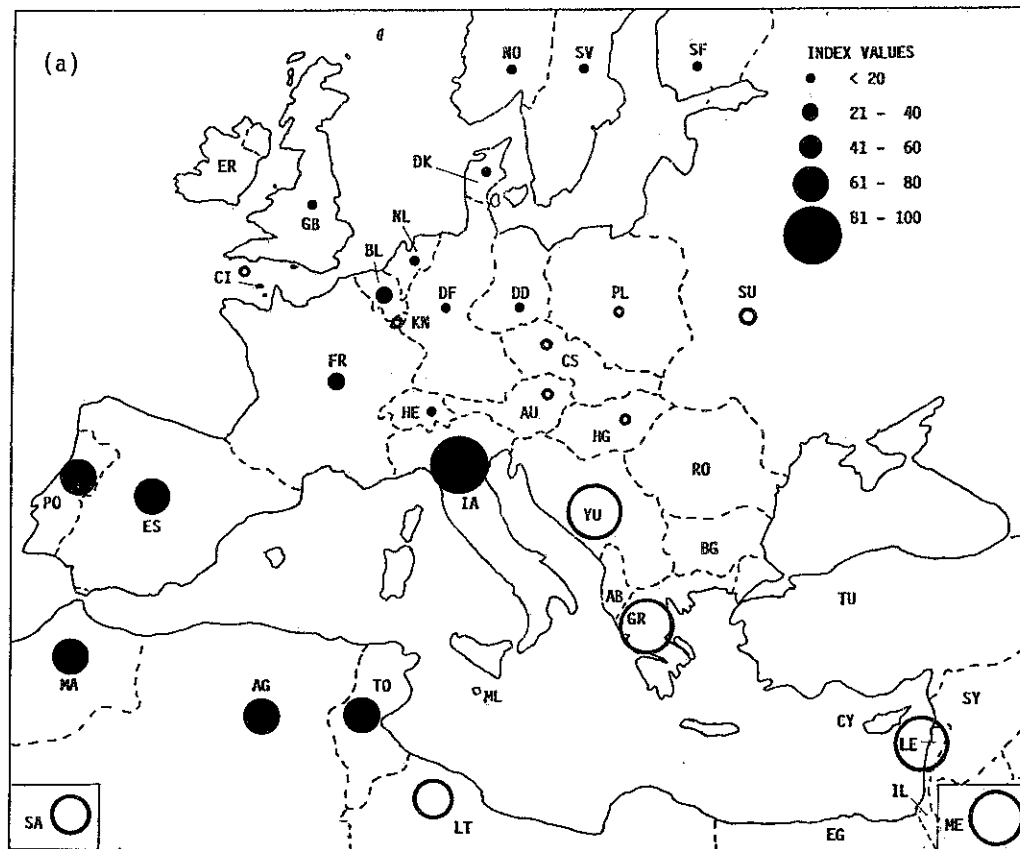 (a)
NO
SV
SF
INDEX VALUES
< 20
21 - 40
41 - 60
61 - 80
81 - 100
ER
DK
GB
NL
BL
CI
DF
DD
PL
SU
KN
CS
FR
HE
AU
HG
RO
PO
ES
IA
YU
BG
AB
GR
TU
MA
AG
TO
ML
CY
SY
LE
IL
SA
LT
EG
ME